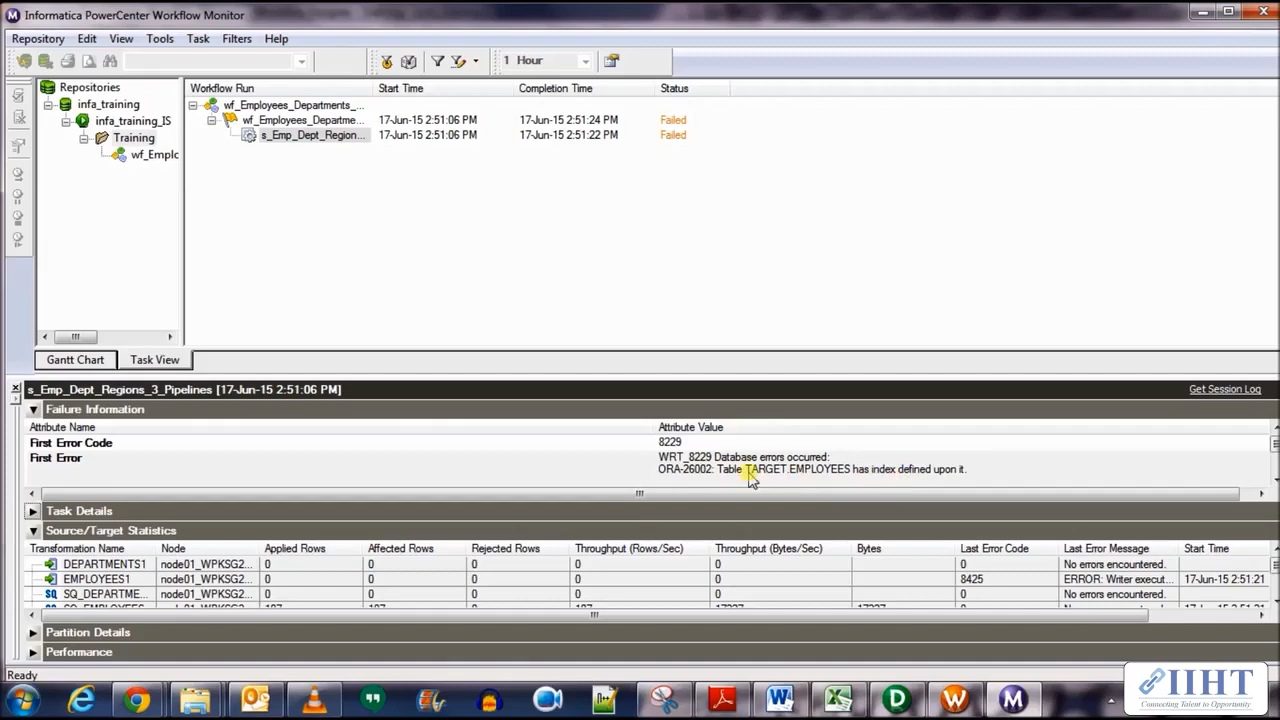 Informatica PowerCenter Workflow Monitor
Repository Edit View Tools Task Filters Help
1 Hour
Repositories
infa_training
infa_training_IS
Training
wf_Emplc
Workflow Run Start Time Completion Time Status
wf_Employees_Departments_...
wf_Employees_Departme... 17-Jun-15 2:51:06 PM 17-Jun-15 2:51:24 PM Failed
s_Emp_Dept_Region... 17-Jun-15 2:51:06 PM 17-Jun-15 2:51:22 PM Failed
Gantt Chart Task View
s_Emp_Dept_Regions_3_Pipelines [17-Jun-15 2:51:06 PM] Get Session Log
Failure Information
Attribute Name Attribute Value
First Error Code 8229
First Error WRT_8229 Database errors occurred:
ORA-26002: Table TARGET.EMPLOYEES has index defined upon it.
Task Details
Source/Target Statistics
Transformation Name Node Applied Rows Affected Rows Rejected Rows Throughput (Rows/Sec) Throughput (Bytes/Sec) Bytes Last Error Code Last Error Message Start Time
DEPARTMENTS1 node01_WPKSG2... 0 0 0 0 0 0 0 No errors encountered.
EMPLOYEES1 node01_WPKSG2... 0 0 0 0 0 0 8425 ERROR: Writer execut... 17-Jun-15 2:51:21
SQ_DEPARTME... node01_WPKSG2... 0 0 0 0 0 0 0 No errors encountered.
Partition Details
Performance
Ready
IIHT
Connecting Talent to Opportunity